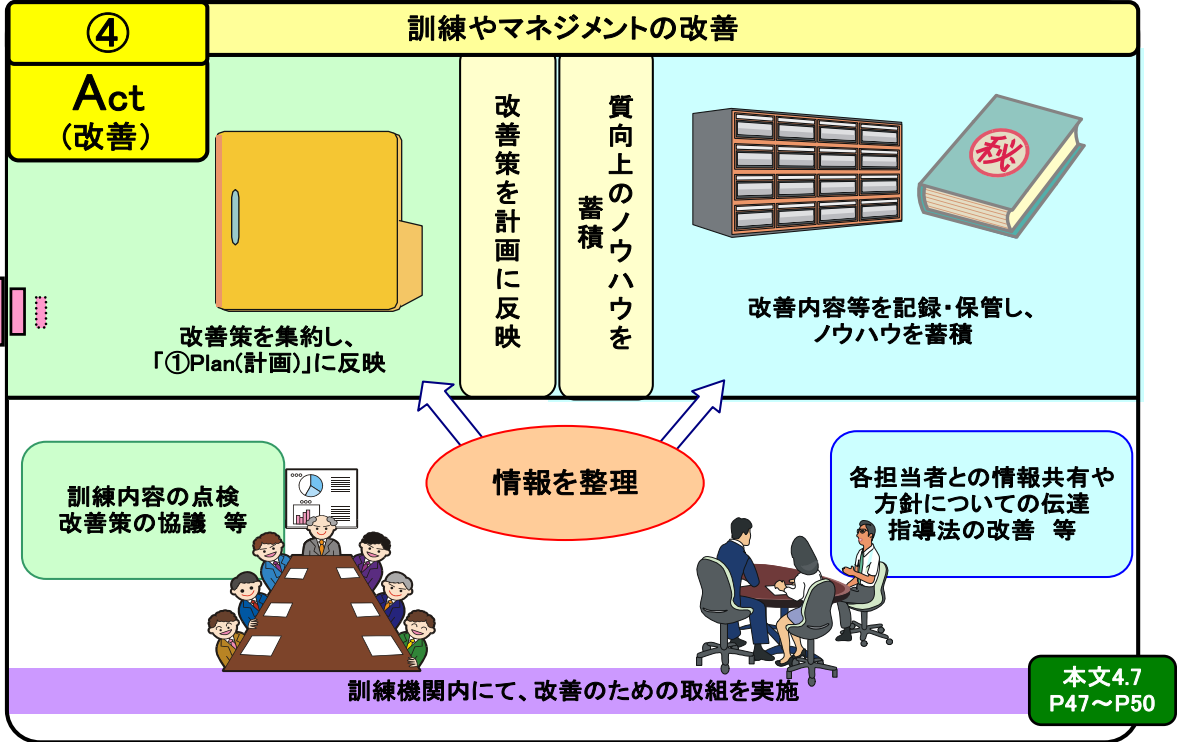 ④
Act
(改善)
訓練やマネジメントの改善
改善策を計画に反映
質向上のノウハウを
蓄積
秘
改善策を集約し、
「①Plan(計画)」に反映
改善内容等を記録・保管し、
ノウハウを蓄積
情報を整理
訓練内容の点検
改善策の協議　等
各担当者との情報共有や
方針についての伝達
指導法の改善　等
訓練機関内にて、改善のための取組を実施
本文4.7
P47～P50